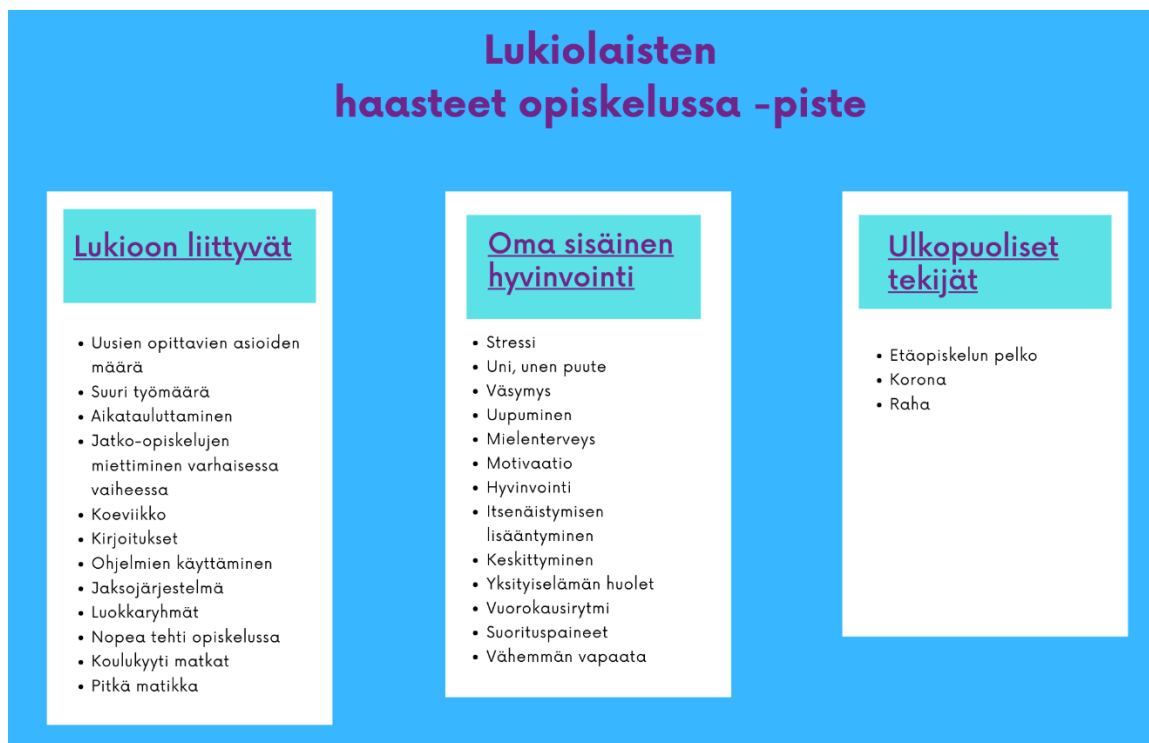 Lukiolaisten
haasteet opiskelussa -piste
Lukioon liittyvät
• Uusien opittavien asioiden
määrä
• Suuri työmäärä
• Aikatauluttaminen
• Jatko-opiskelujen
miettiminen varhaisessa
vaiheessa
• Koeviikko
• Kirjoitukset
• Ohjelmien käyttäminen
• Jaksojärjestelmä
• Luokkaryhmät
• Nopea tehti opiskelussa
• Koulukyyti matkat
• Pitkä matikka
Oma sisäinen
hyvinvointi
• Stressi
• Uni, unen puute
• Väsymys
• Uupuminen
• Mielenterveys
• Motivaatio
• Hyvinvointi
• Itsenäistymisen
lisääntyminen
• Keskittyminen
• Yksityiselämän huolet
• Vuorokausirytmi
• Suorituspaineet
• Vähemmän vapaata
Ulkopuoliset
tekijät
• Etäopiskelun pelko
• Korona
• Raha